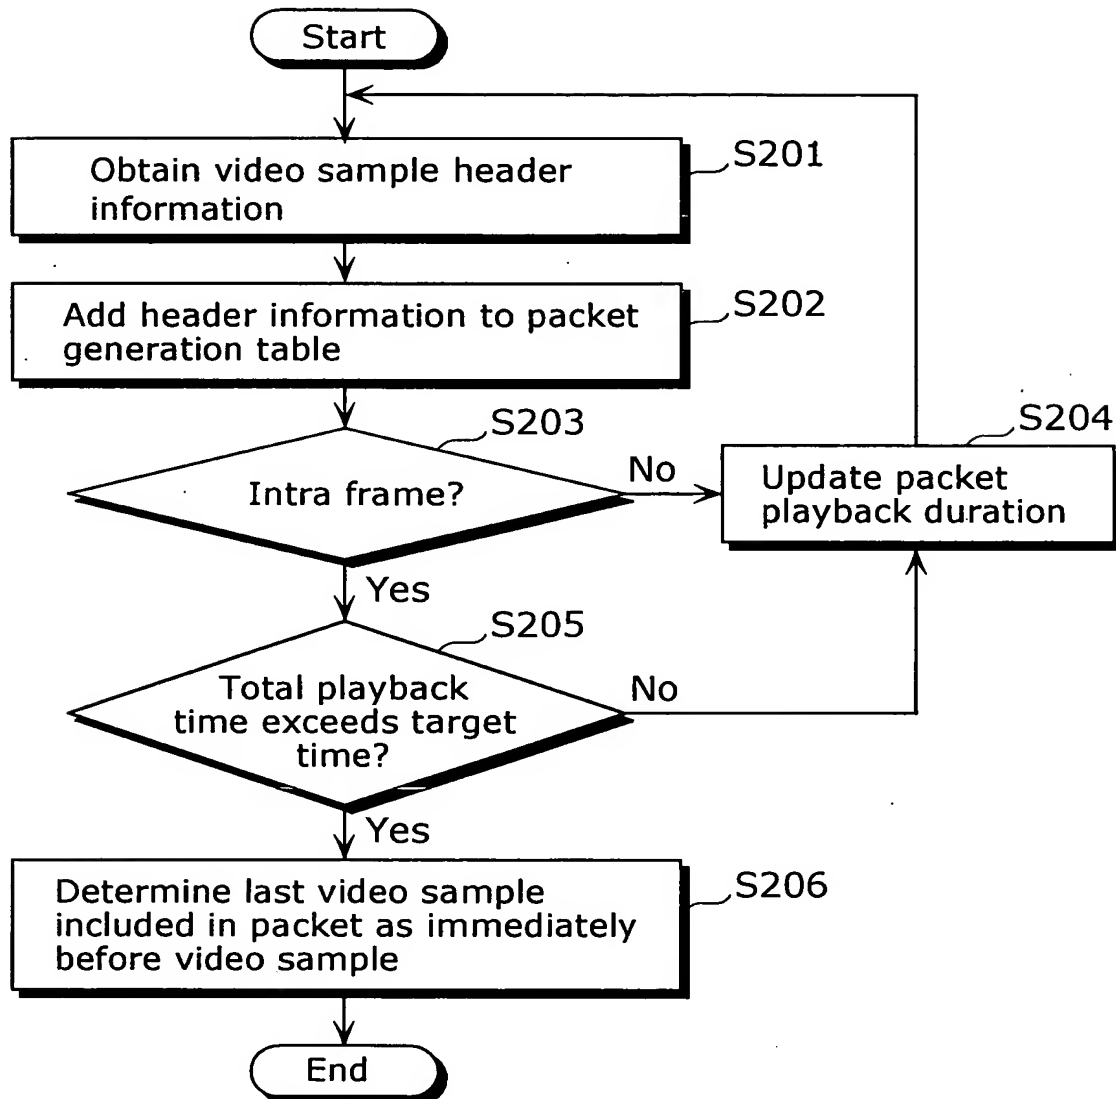 Start
Obtain video sample header
information
S201
Add header information to packet
generation table
S202
Intra frame?
S203
No
Update packet
playback duration
S204
Yes
Total playback
time exceeds target
time?
S205
No
Yes
Determine last video sample
included in packet as immediately
before video sample
S206
End